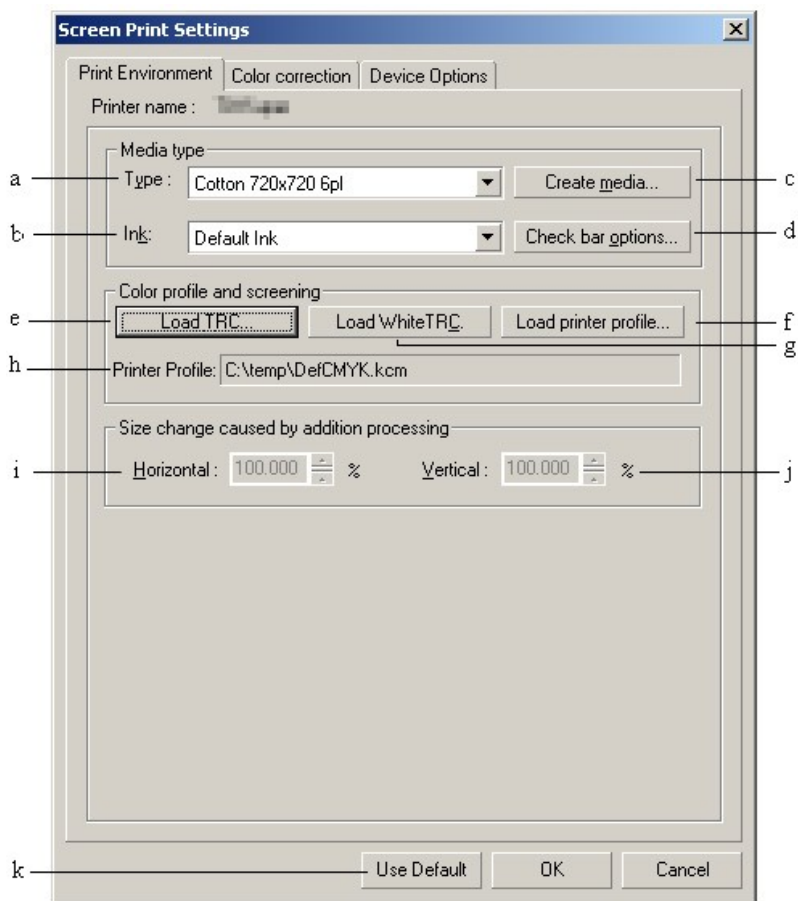 Screen Print Settings
Print Environment Color correction Device Options
Printer name :
Media type
a Type : Cotton 720x720 6pl Create media... c
b Ink: Default Ink Check bar options... d
Color profile and screening
e Load TRC... Load WhiteTRC. Load printer profile... f
g
h Printer Profile: C:\temp\DefCMYK.kcm
Size change caused by addition processing
i Horizontal : 100.000 % Vertical : 100.000 % j
k Use Default OK Cancel